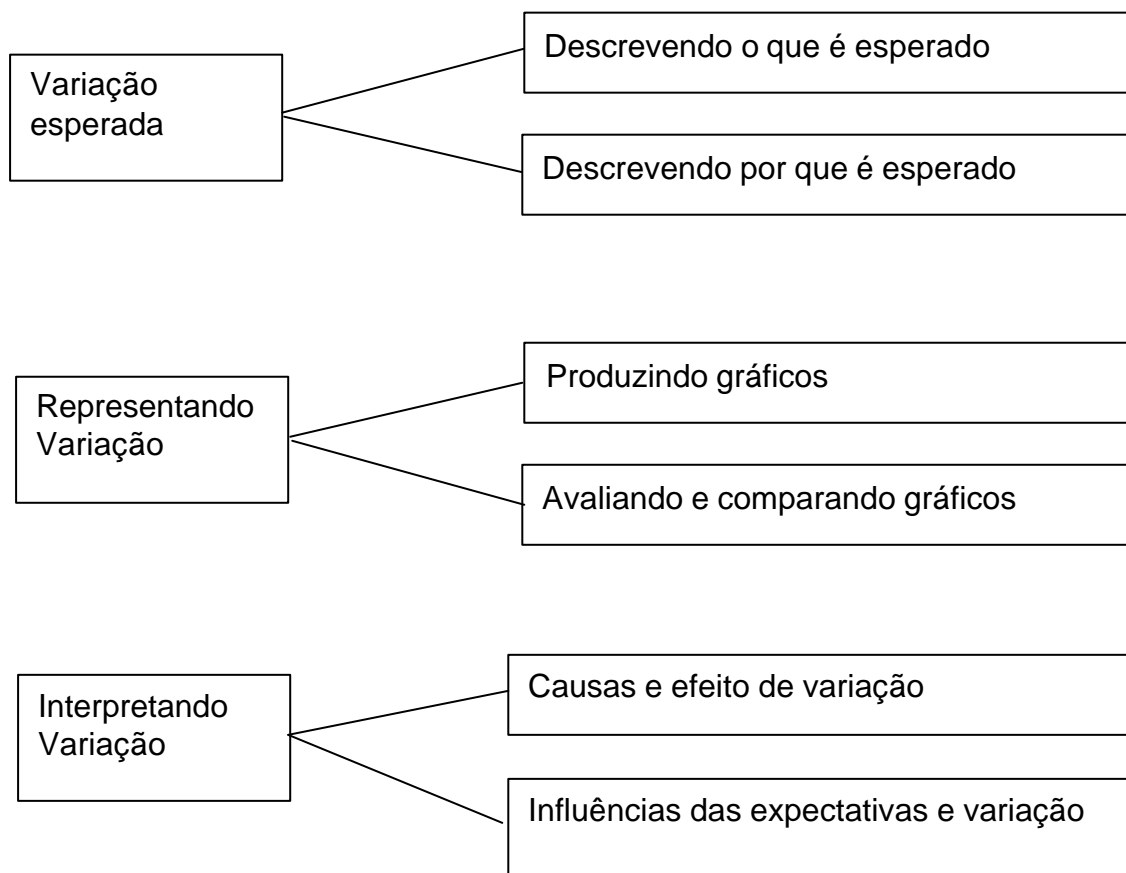 Variação
esperada
Descrevendo o que é esperado
Descrevendo por que é esperado
Representando
Variação
Produzindo gráficos
Avaliando e comparando gráficos
Interpretando
Variação
Causas e efeito de variação
Influências das expectativas e variação